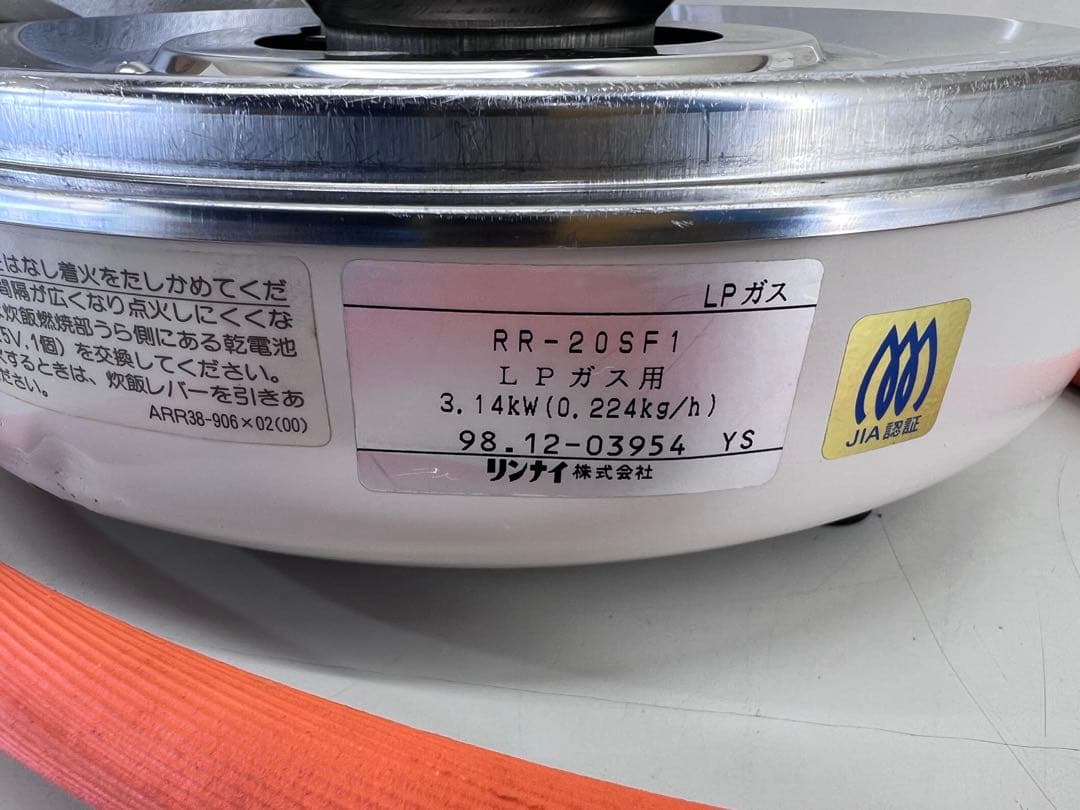 はなし着火をたしかめてくだ
間隔が広くなり点火しにくくな
炊飯燃焼部うら側にある乾電池
5V,1個)を交換してください。
するときは、炊飯レバーを引きあ
ださい。
ARR38-906×02(00)
LPガス
RR-20SF1
LPガス用
3.14kW(0.224kg/h)
98.12-03954 YS
リンナイ株式会社
JIA認証